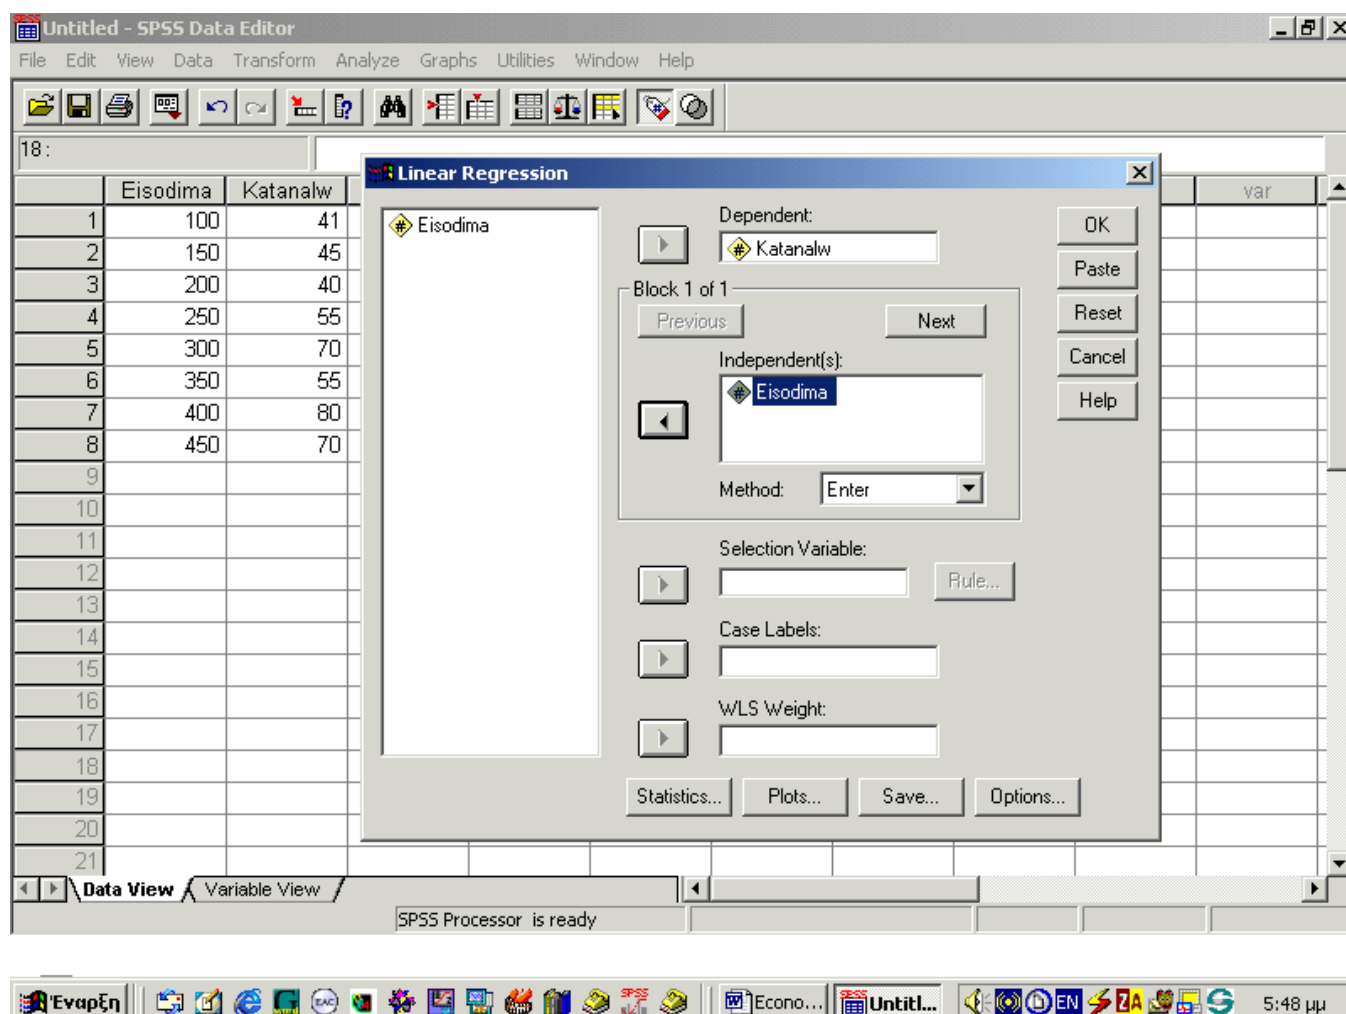 Untitled - SPSS Data Editor
File Edit View Data Transform Analyze Graphs Utilities Window Help
18 :
Eisodima Katanalw var
1 100 41
2 150 45
3 200 40
4 250 55
5 300 70
6 350 55
7 400 80
8 450 70
9
10
11
12
13
14
15
16
17
18
19
20
21
Linear Regression
Eisodima
Dependent:
Katanalw
Block 1 of 1
Previous Next
Independent(s):
Eisodima
Method: Enter
Selection Variable:
Rule...
Case Labels:
WLS Weight:
Statistics... Plots... Save... Options...
OK
Paste
Reset
Cancel
Help
Data View Variable View
SPSS Processor is ready
Έναρξη Econo... Untitl... EN 5:48 μμ